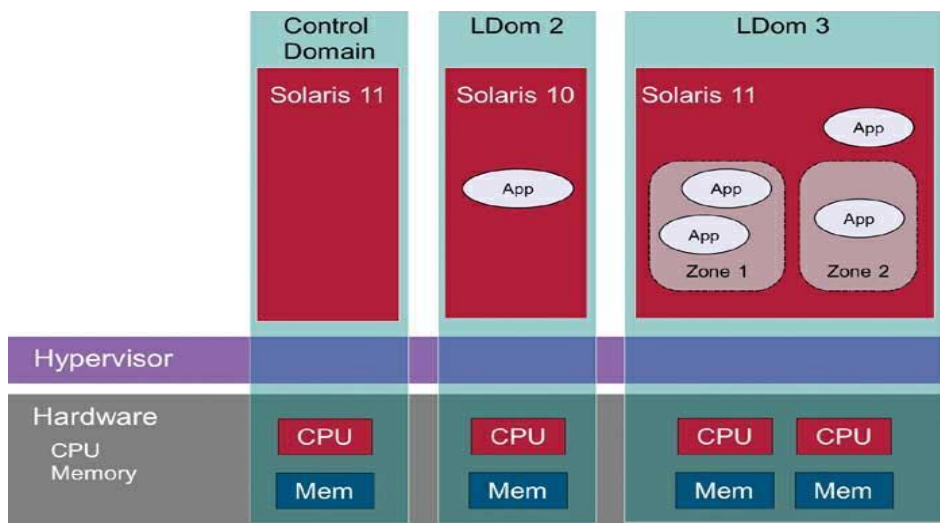 Control
Domain
LDom 2
LDom 3
Solaris 11
Solaris 10
Solaris 11
App
App
App
App
App
Zone 1
Zone 2
Hypervisor
Hardware
CPU
Memory
CPU
CPU
CPU
CPU
Mem
Mem
Mem
Mem